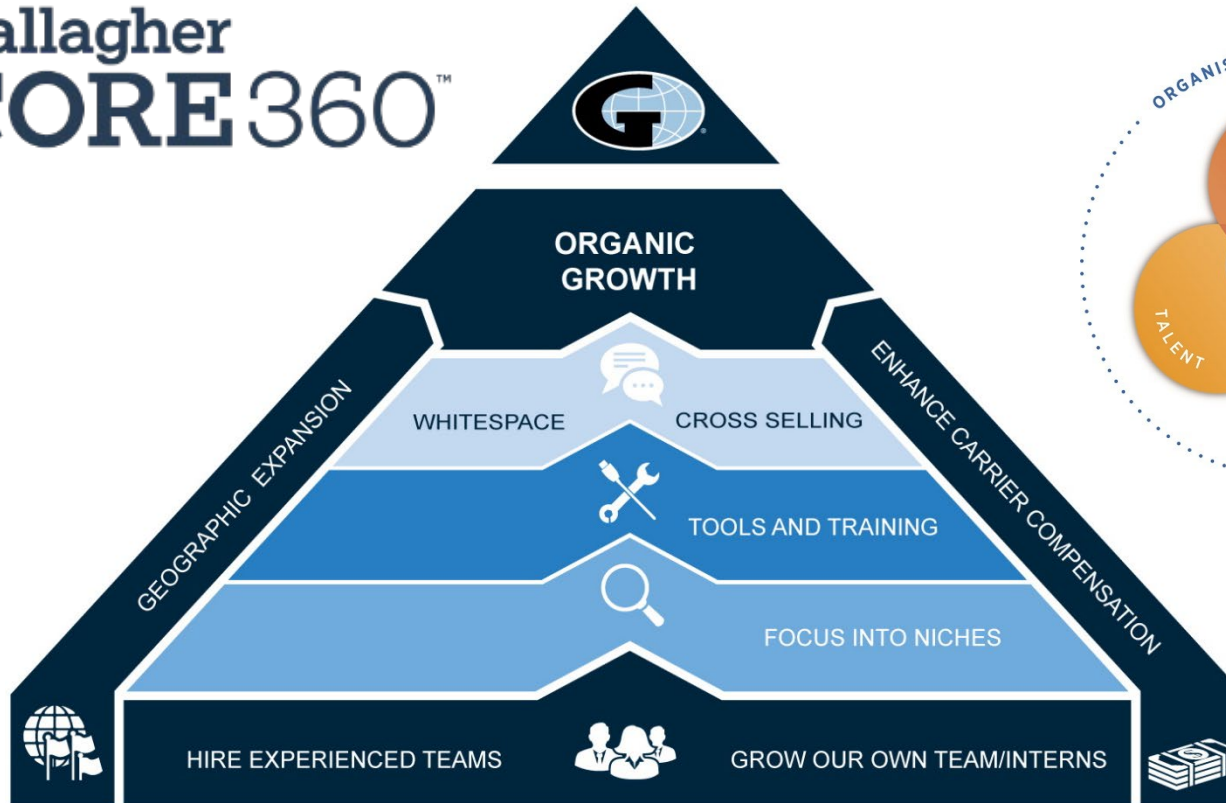 allagher
CORE360™
ORGANIC
GROWTH
WHITESPACE
CROSS SELLING
TOOLS AND TRAINING
FOCUS INTO NICHES
HIRE EXPERIENCED TEAMS
GROW OUR OWN TEAM/INTERNS
GEOGRAPHIC EXPANSION
ENHANCE CARRIER COMPENSATION
G
ORGANIS
TALENT